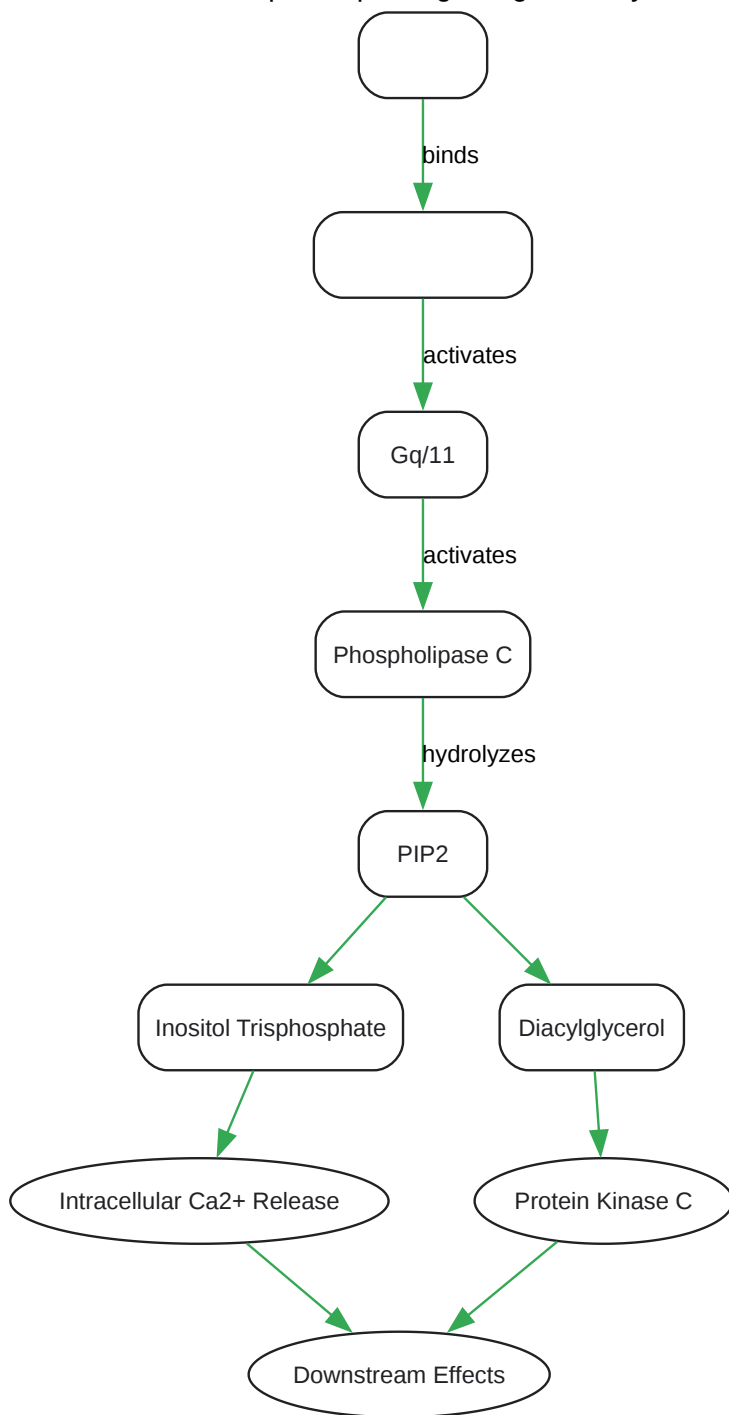 binds
activates
Gq/11
activates
Phospholipase C
hydrolyzes
PIP2
Inositol Trisphosphate
Diacylglycerol
Intracellular Ca2+ Release
Protein Kinase C
Downstream Effects